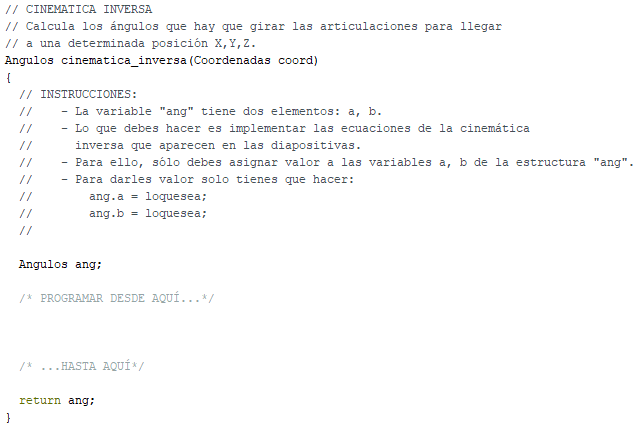 // CINEMATICA INVERSA
// Calcula los ángulos que hay que girar las articulaciones para llegar
// a una determinada posición X,Y,Z.
Angulos cinematica_inversa(Coordenadas coord)
{
// INSTRUCCIONES:
//    - La variable "ang" tiene dos elementos: a, b.
//    - Lo que debes hacer es implementar las ecuaciones de la cinemática
//      inversa que aparecen en las diapositivas.
//    - Para ello, sólo debes asignar valor a las variables a, b de la estructura "ang".
//    - Para darles valor solo tienes que hacer:
//        ang.a = loquesea;
//        ang.b = loquesea;
//
Angulos ang;
/* PROGRAMAR DESDE AQUÍ...*/
/* ...HASTA AQUÍ*/
return ang;
}